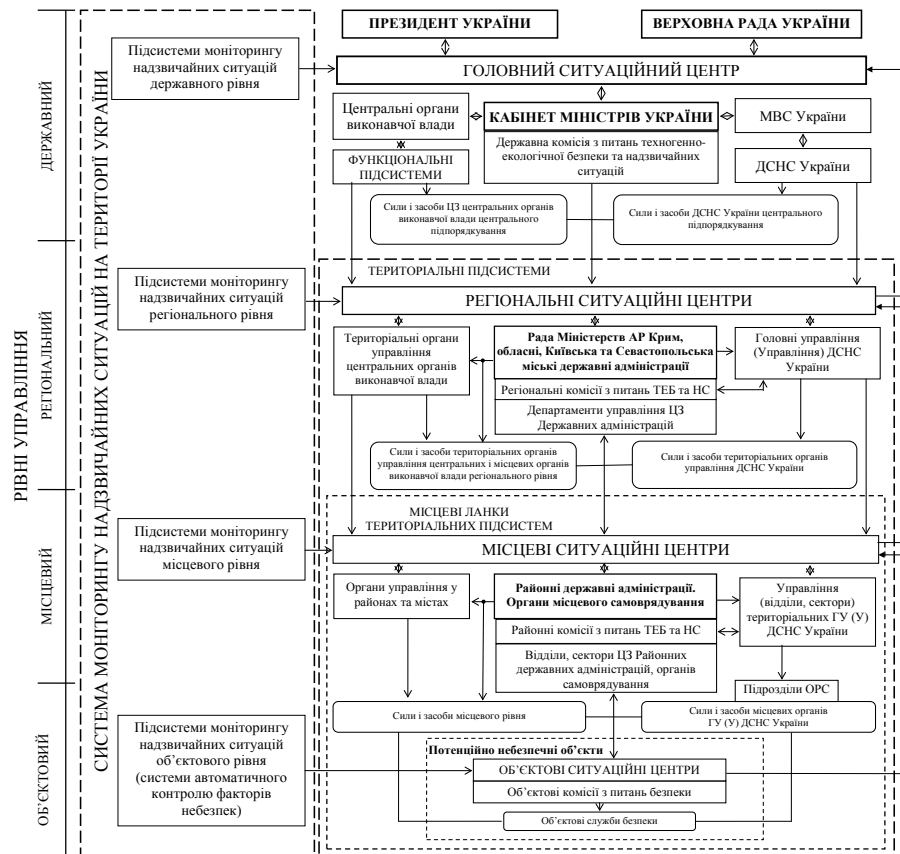 ПРЕЗИДЕНТ УКРАЇНИ
ВЕРХОВНА РАДА УКРАЇНИ
Підсистеми моніторингу
надзвичайних ситуацій
державного рівня
ГОЛОВНИЙ СИТУАЦІЙНИЙ ЦЕНТР
Центральні органи
виконавчої влади
КАБІНЕТ МІНІСТРІВ УКРАЇНИ
Державна комісія з питань техногенно-
екологічної безпеки та надзвичайних
ситуацій
МВС України
ФУНКЦІОНАЛЬНІ
ПІДСИСТЕМИ
ДСНС України
Сили і засоби ЦЗ центральних органів
виконавчої влади центрального
підпорядкування
Сили і засоби ДСНС України центрального
підпорядкування
РІВНІ УПРАВЛІННЯ
ДЕРЖАВНИЙ
РЕГІОНАЛЬНИЙ
МІСЦЕВИЙ
ОБ’ЄКТОВИЙ
СИСТЕМА МОНІТОРИНГУ НАДЗВИЧАЙНИХ СИТУАЦІЙ НА ТЕРИТОРІЇ УКРАЇНИ
ТЕРИТОРІАЛЬНІ ПІДСИСТЕМИ
Підсистеми моніторингу
надзвичайних ситуацій
регіонального рівня
РЕГІОНАЛЬНІ СИТУАЦІЙНІ ЦЕНТРИ
Територіальні органи
управління
центральних органів
виконавчої влади
Рада Міністерств АР Крим,
обласні, Київська та Севастопольська
міські державні адміністрації
Регіональні комісії з питань ТЕБ та НС
Департаменти управління ЦЗ
Державних адміністрацій
Головні управління
(Управління) ДСНС
України
Сили і засоби територіальних органів
управління центральних і місцевих органів
виконавчої влади регіонального рівня
Сили і засоби територіальних органів
управління ДСНС України
МІСЦЕВІ ЛАНКИ
ТЕРИТОРІАЛЬНИХ ПІДСИСТЕМ
Підсистеми моніторингу
надзвичайних ситуацій
місцевого рівня
МІСЦЕВІ СИТУАЦІЙНІ ЦЕНТРИ
Органи управління у
районах та містах
Районні державні адміністрації.
Органи місцевого самоврядування
Районні комісії з питань ТЕБ та НС
Відділи, сектори ЦЗ Районних
державних адміністрацій, органів
самоврядування
Управління
(відділи, сектори)
територіальних ГУ (У)
ДСНС України
Підрозділи ОРС
Сили і засоби місцевого рівня
Сили і засоби місцевих органів
ГУ (У) ДСНС України
Підсистеми моніторингу
надзвичайних ситуацій
об’єктового рівня
(системи автоматичного
контролю факторів
небезпек)
Потенційно небезпечні об’єкти
ОБ’ЄКТОВІ СИТУАЦІЙНІ ЦЕНТРИ
Об’єктові комісії з питань безпеки
Об’єктові служби безпеки